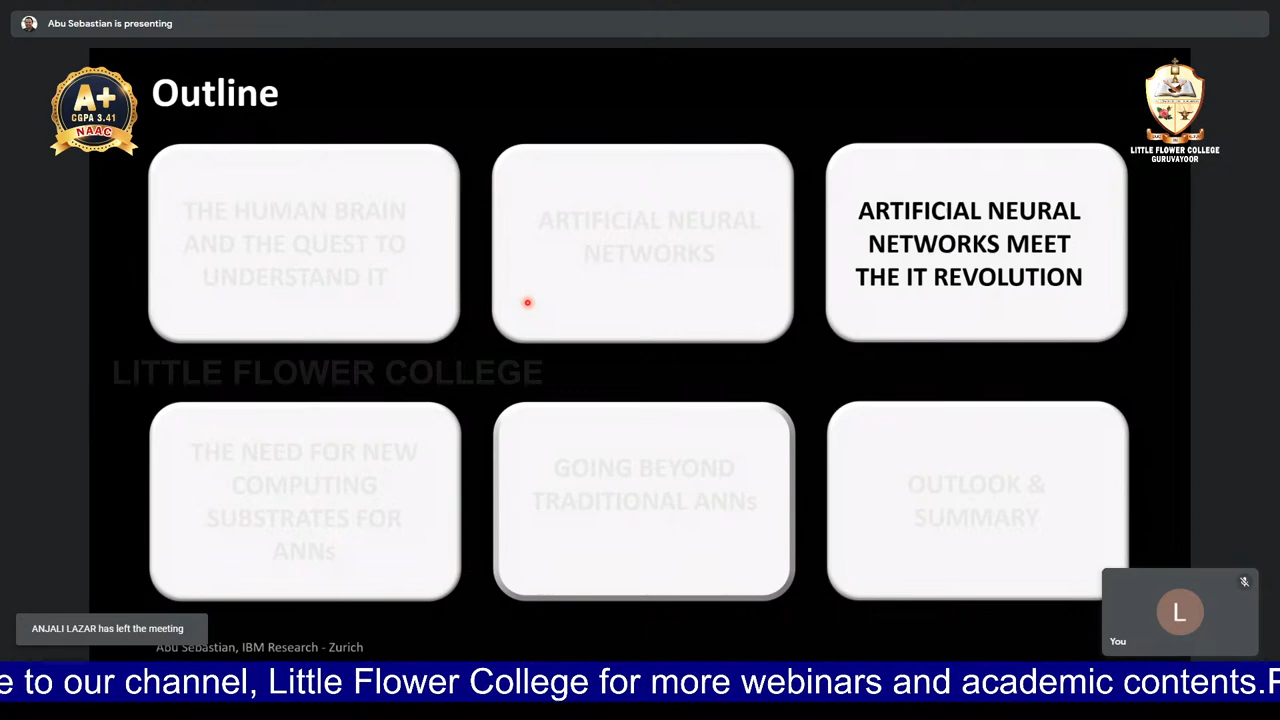 Abu Sebastian is presenting
A+
CGPA 3.41
NAAC
Outline
LITTLE FLOWER COLLEGE
GURUVAYOOR
THE HUMAN BRAIN
AND THE QUEST TO
UNDERSTAND IT
ARTIFICIAL NEURAL
NETWORKS
ARTIFICIAL NEURAL
NETWORKS MEET
THE IT REVOLUTION
LITTLE FLOWER COLLEGE
THE NEED FOR NEW
COMPUTING
SUBSTRATES FOR
ANNs
GOING BEYOND
TRADITIONAL ANNs
OUTLOOK &
SUMMARY
L
You
ANJALI LAZAR has left the meeting
Abu Sebastian, IBM Research - Zurich
e to our channel, Little Flower College for more webinars and academic contents.